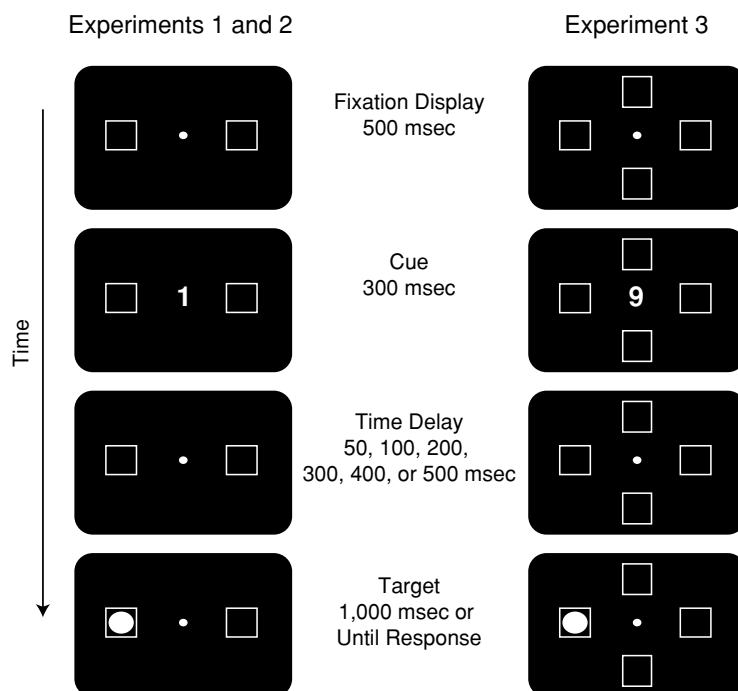 Experiments 1 and 2
Experiment 3
Fixation Display
500 msec
1
Cue
300 msec
9
Time
Time Delay
50, 100, 200,
300, 400, or 500 msec
Target
1,000 msec or
Until Response